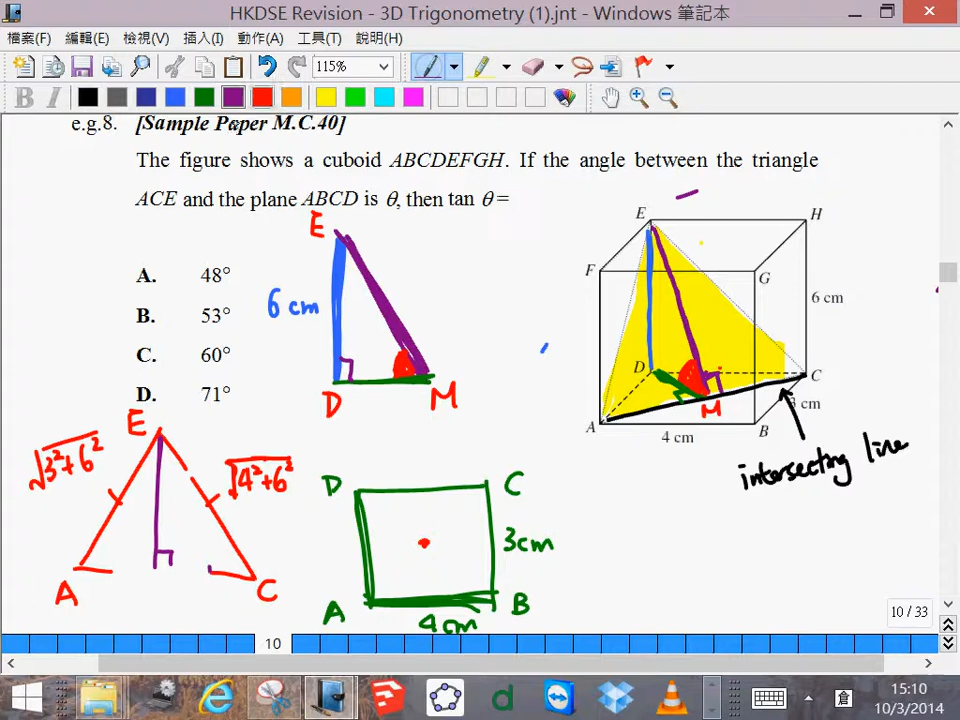 HKDSE Revision - 3D Trigonometry (1).jnt - Windows 筆記本
檔案(F) 編輯(E) 檢視(V) 插入(I) 動作(A) 工具(T) 說明(H)
115%
B I
e.g.8. [Sample Paper M.C.40]
The figure shows a cuboid ABCDEFGH. If the angle between the triangle
ACE and the plane ABCD is θ, then tan θ =
A. 48°
B. 53°
C. 60°
D. 71°
E
6 cm
D M
E H
F G
6 cm
D C
M 3 cm
A B
4 cm
intersecting line
E
√3²+6² √4²+6²
A C
D C
3cm
A B
4cm
10 / 33
10
d
倉
15:10
10/3/2014